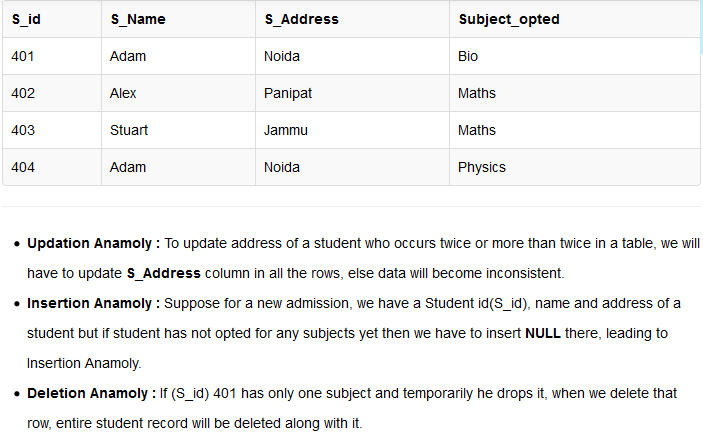 S_id S_Name S_Address Subject_opted
401 Adam Noida Bio
402 Alex Panipat Maths
403 Stuart Jammu Maths
404 Adam Noida Physics
• Updation Anamoly : To update address of a student who occurs twice or more than twice in a table, we will
have to update S_Address column in all the rows, else data will become inconsistent.
• Insertion Anamoly : Suppose for a new admission, we have a Student id(S_id), name and address of a
student but if student has not opted for any subjects yet then we have to insert NULL there, leading to
Insertion Anamoly.
• Deletion Anamoly : If (S_id) 401 has only one subject and temporarily he drops it, when we delete that
row, entire student record will be deleted along with it.